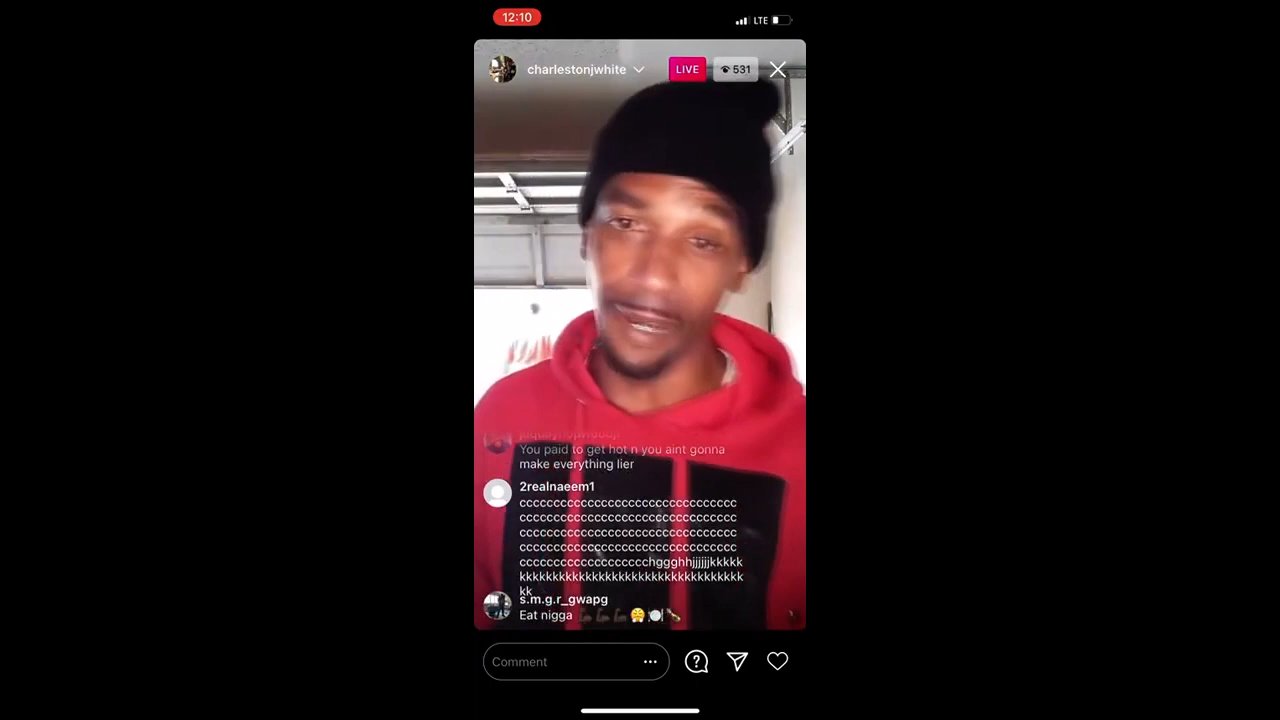 12:10
LTE
charlestonjwhite
LIVE
531
You paid to get hot n you aint gonna
make everything lier
2realnaeem1
cccccccccccccccccccccccccccccccc
cccccccccccccccccccccccccccccccc
cccccccccccccccccccccccccccccccc
cccccccccccccccccccccccccccccccc
cccccccccccccccccccchggghhjjjjjjkkkkk
kkkkkkkkkkkkkkkkkkkkkkkkkkkkkkkkkk
kk
s.m.g.r_gwapg
Eat nigga 💪🏿💪🏿💪🏿😤🍽🍾
Comment